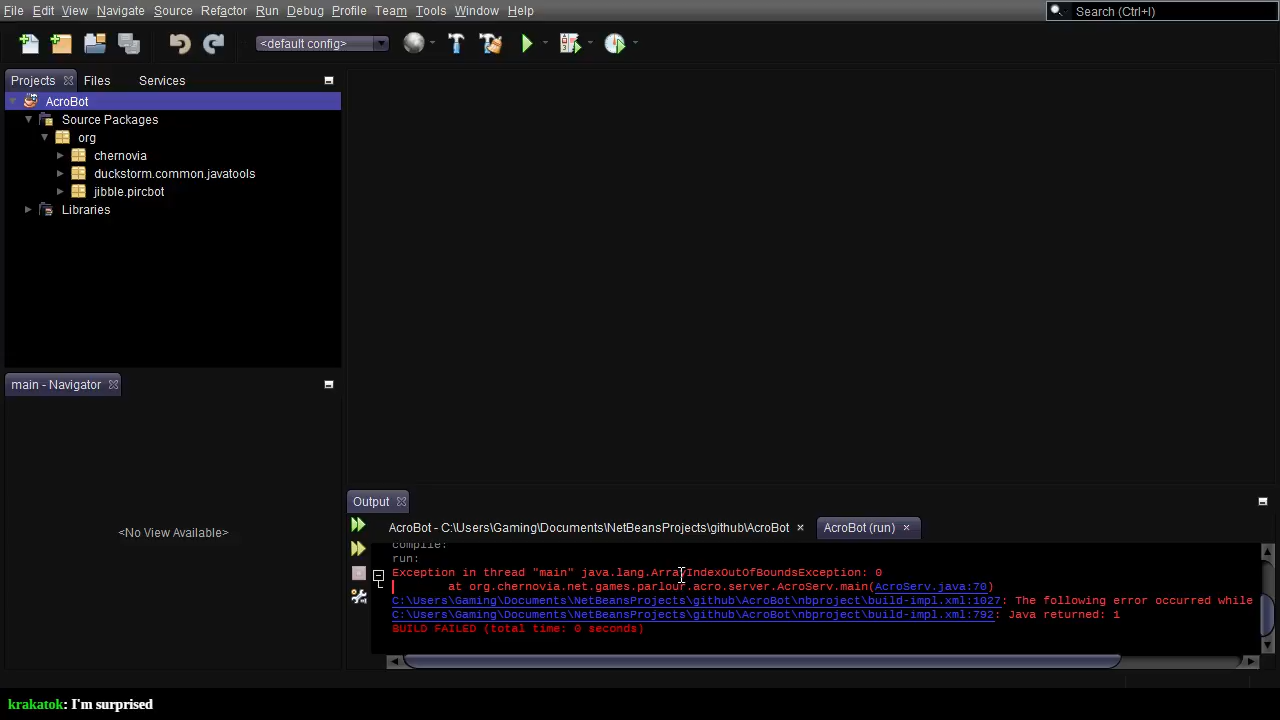 File Edit View Navigate Source Refactor Run Debug Profile Team Tools Window Help
Search (Ctrl+I)
<default config>
Projects Files Services
AcroBot
Source Packages
org
chernovia
duckstorm.common.javatools
jibble.pircbot
Libraries
main - Navigator
<No View Available>
Output
AcroBot - C:\Users\Gaming\Documents\NetBeansProjects\github\AcroBot
AcroBot (run)
compile:
run:
Exception in thread "main" java.lang.ArrayIndexOutOfBoundsException: 0
at org.chernovia.net.games.parlour.acro.server.AcroServ.main(AcroServ.java:70)
C:\Users\Gaming\Documents\NetBeansProjects\github\AcroBot\nbproject\build-impl.xml:1027: The following error occurred while
C:\Users\Gaming\Documents\NetBeansProjects\github\AcroBot\nbproject\build-impl.xml:792: Java returned: 1
BUILD FAILED (total time: 0 seconds)
krakatok: I'm surprised